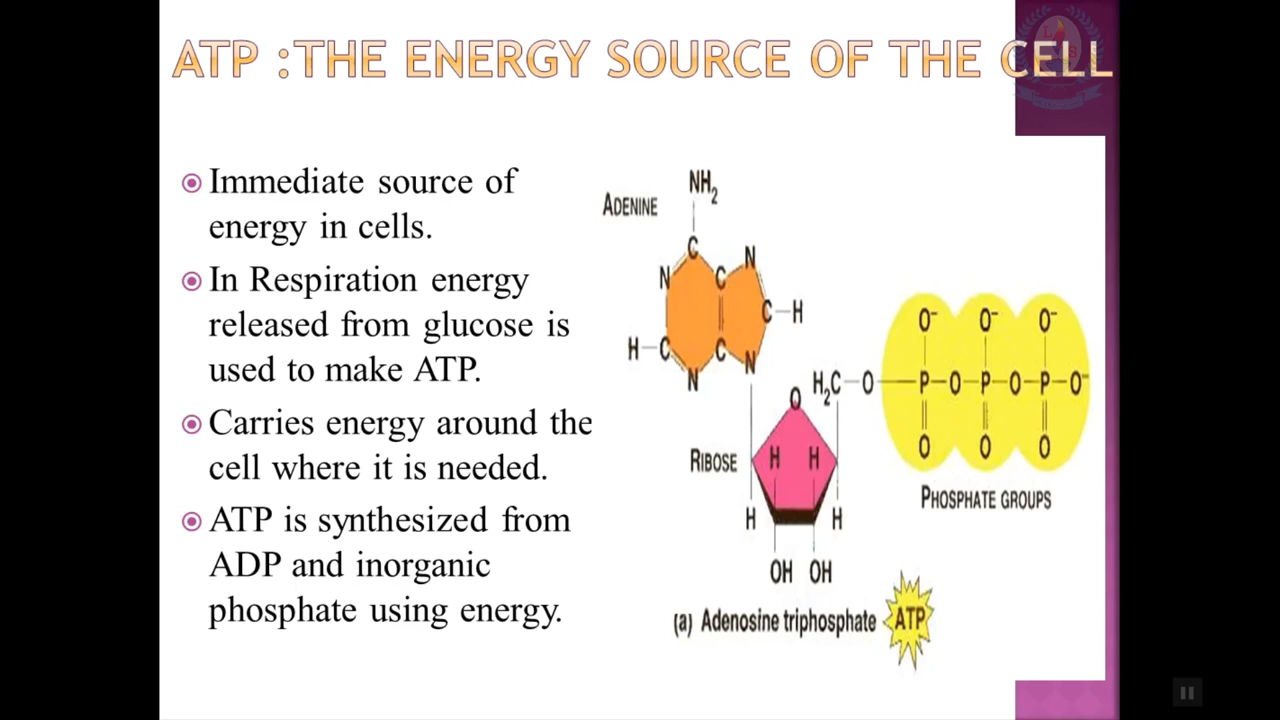 ATP :THE ENERGY SOURCE OF THE CELL
Immediate source of
energy in cells.
In Respiration energy
released from glucose is
used to make ATP.
Carries energy around the
cell where it is needed.
ATP is synthesized from
ADP and inorganic
phosphate using energy.
NH2
ADENINE
C
N
N
C
C–H
H–C
C
N
N
O⁻ O⁻ O⁻
H2C–O–P–O–P–O–P–O⁻
O O O
O
RIBOSE
H H
H H
OH OH
PHOSPHATE GROUPS
(a) Adenosine triphosphate
ATP